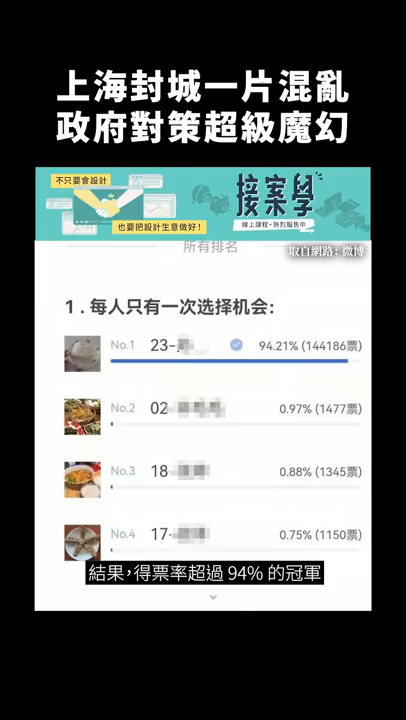 上海封城一片混亂
政府對策超級魔幻
不只要會設計
也要把設計生意做好！
接案學
線上課程・熱烈販售中
所有排名
取自網路：微博
1 . 每人只有一次选择机会：
No.1 23- 94.21% (144186票)
No.2 02- 0.97% (1477票)
No.3 18- 0.88% (1345票)
No.4 17- 0.75% (1150票)
結果，得票率超過 94% 的冠軍